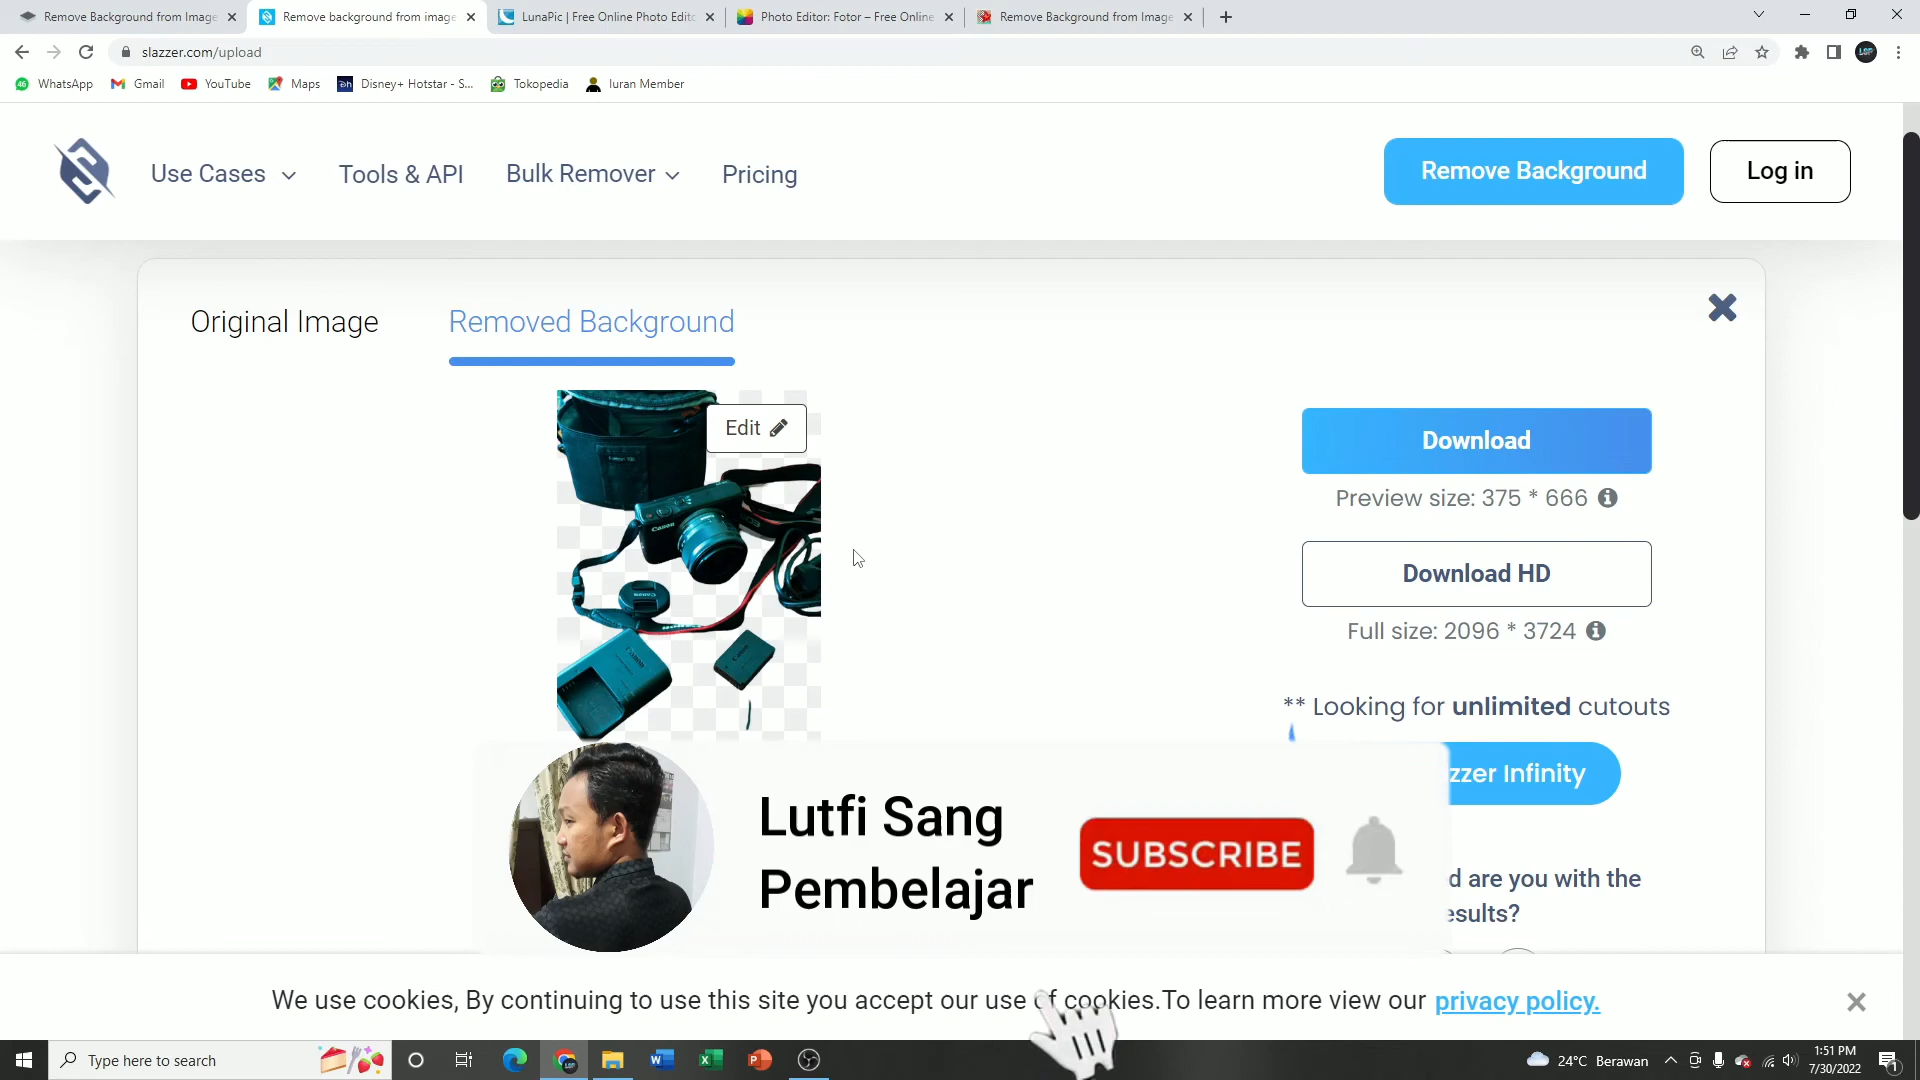 Remove Background from Image
Remove background from image
LunaPic | Free Online Photo Edito
Photo Editor: Fotor – Free Online
Remove Background from Image
slazzer.com/upload
WhatsApp
Gmail
YouTube
Maps
Disney+ Hotstar - S...
Tokopedia
Iuran Member
Use Cases
Tools & API
Bulk Remover
Pricing
Remove Background
Log in
Original Image
Removed Background
Edit
Canon
Canon
Canon
Download
Preview size: 375 * 666
Download HD
Full size: 2096 * 3724
** Looking for unlimited cutouts
zzer Infinity
Lutfi Sang
Pembelajar
SUBSCRIBE
d are you with the
esults?
We use cookies, By continuing to use this site you accept our use of cookies.To learn more view our privacy policy.
Type here to search
24°C Berawan
1:51 PM
7/30/2022